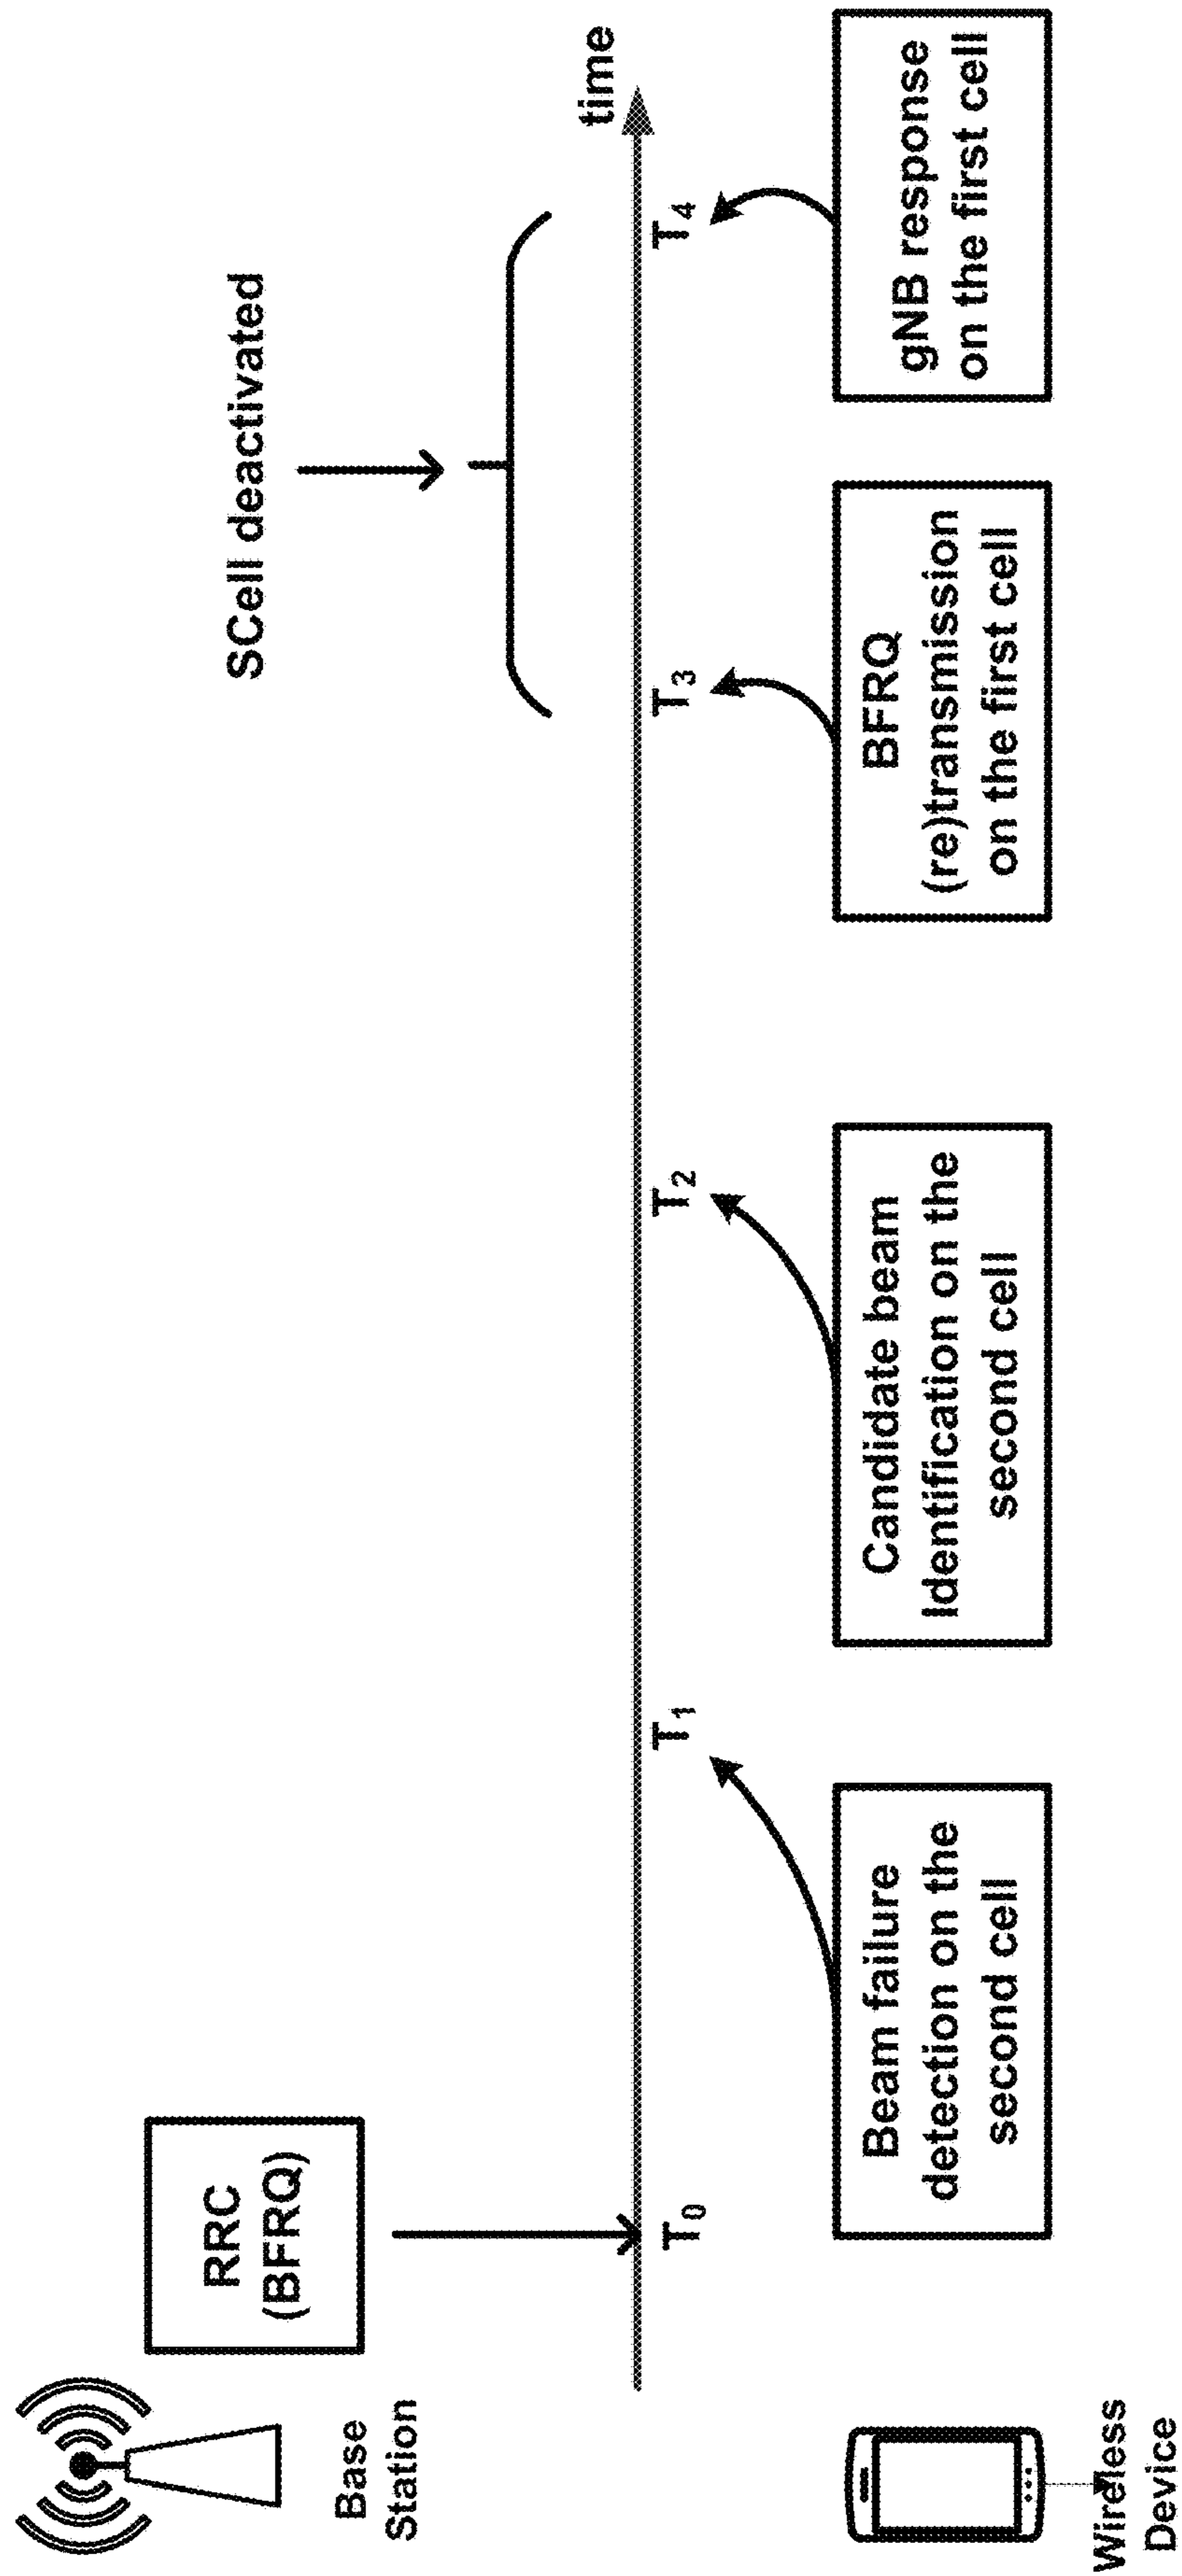 SCell deactivated
RRC
(BFRQ)
Base
Station
time
T0
T1
T2
T3
T4
Wireless
Device
Beam failure
detection on the
second cell
Candidate beam
Identification on the
second cell
BFRQ
(re)transmission
on the first cell
gNB response
on the first cell